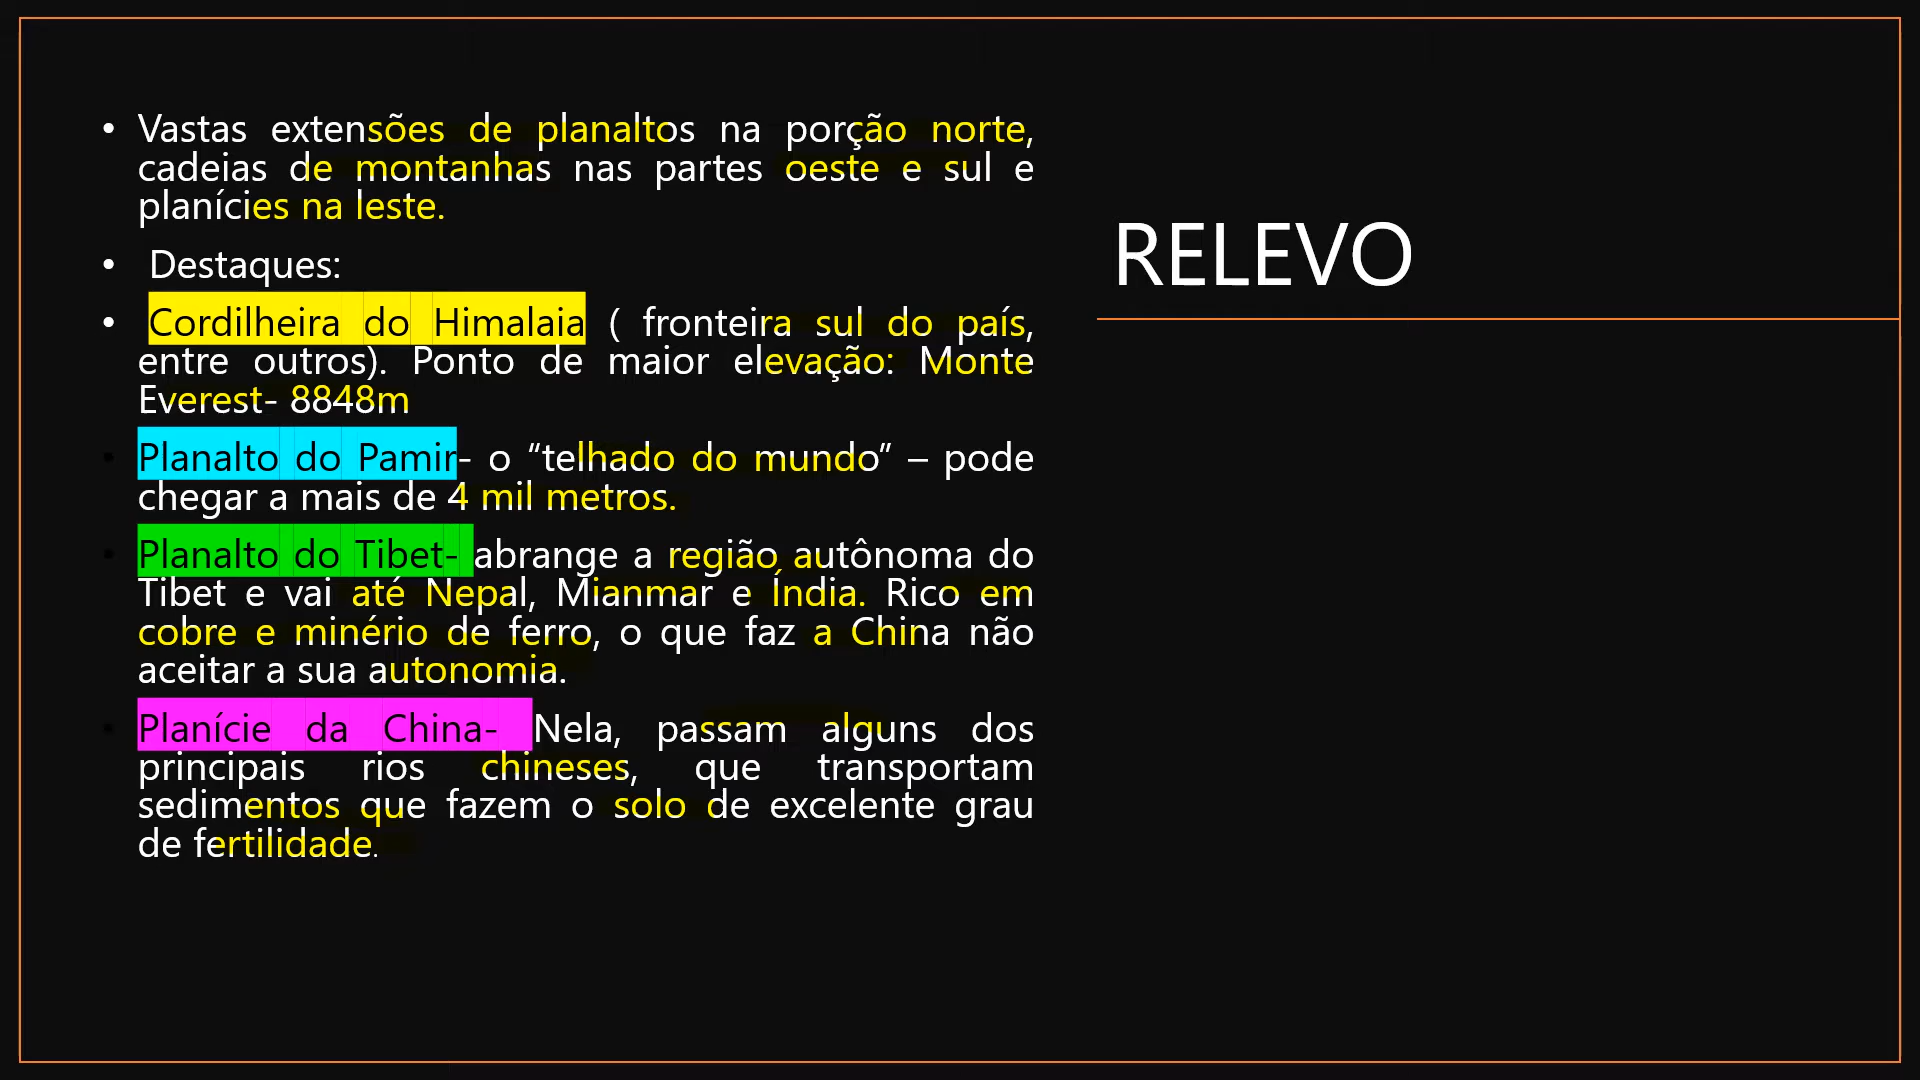 • Vastas extensões de planaltos na porção norte,
cadeias de montanhas nas partes oeste e sul e
planícies na leste.
• Destaques:
• Cordilheira do Himalaia ( fronteira sul do país,
entre outros). Ponto de maior elevação: Monte
Everest- 8848m
• Planalto do Pamir- o “telhado do mundo” – pode
chegar a mais de 4 mil metros.
• Planalto do Tibet- abrange a região autônoma do
Tibet e vai até Nepal, Mianmar e Índia. Rico em
cobre e minério de ferro, o que faz a China não
aceitar a sua autonomia.
• Planície da China- Nela, passam alguns dos
principais rios chineses, que transportam
sedimentos que fazem o solo de excelente grau
de fertilidade.
RELEVO